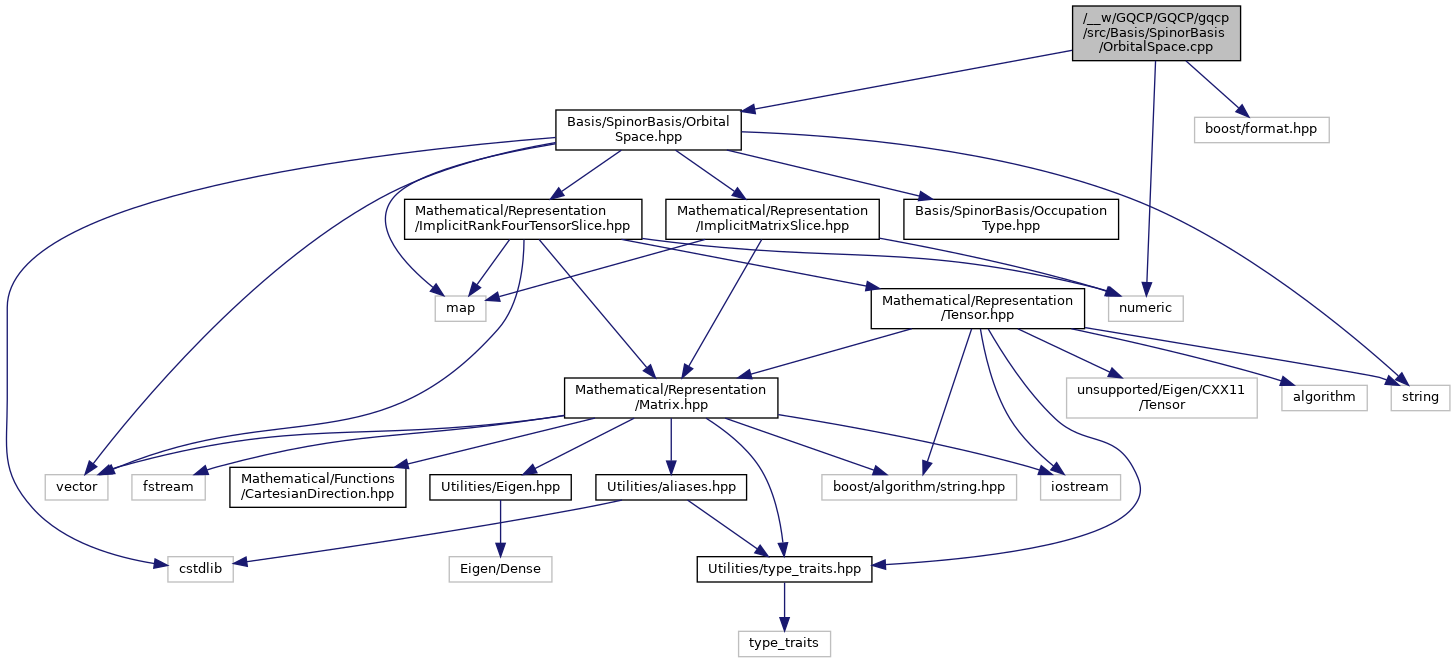 /__w/GQCP/GQCP/gqcp
/src/Basis/SpinorBasis
/OrbitalSpace.cpp
Basis/SpinorBasis/Orbital
Space.hpp
boost/format.hpp
Mathematical/Representation
/ImplicitRankFourTensorSlice.hpp
Mathematical/Representation
/ImplicitMatrixSlice.hpp
Basis/SpinorBasis/Occupation
Type.hpp
map
Mathematical/Representation
/Tensor.hpp
numeric
Mathematical/Representation
/Matrix.hpp
unsupported/Eigen/CXX11
/Tensor
algorithm
string
vector
fstream
Mathematical/Functions
/CartesianDirection.hpp
Utilities/Eigen.hpp
Utilities/aliases.hpp
boost/algorithm/string.hpp
iostream
cstdlib
Eigen/Dense
Utilities/type_traits.hpp
type_traits